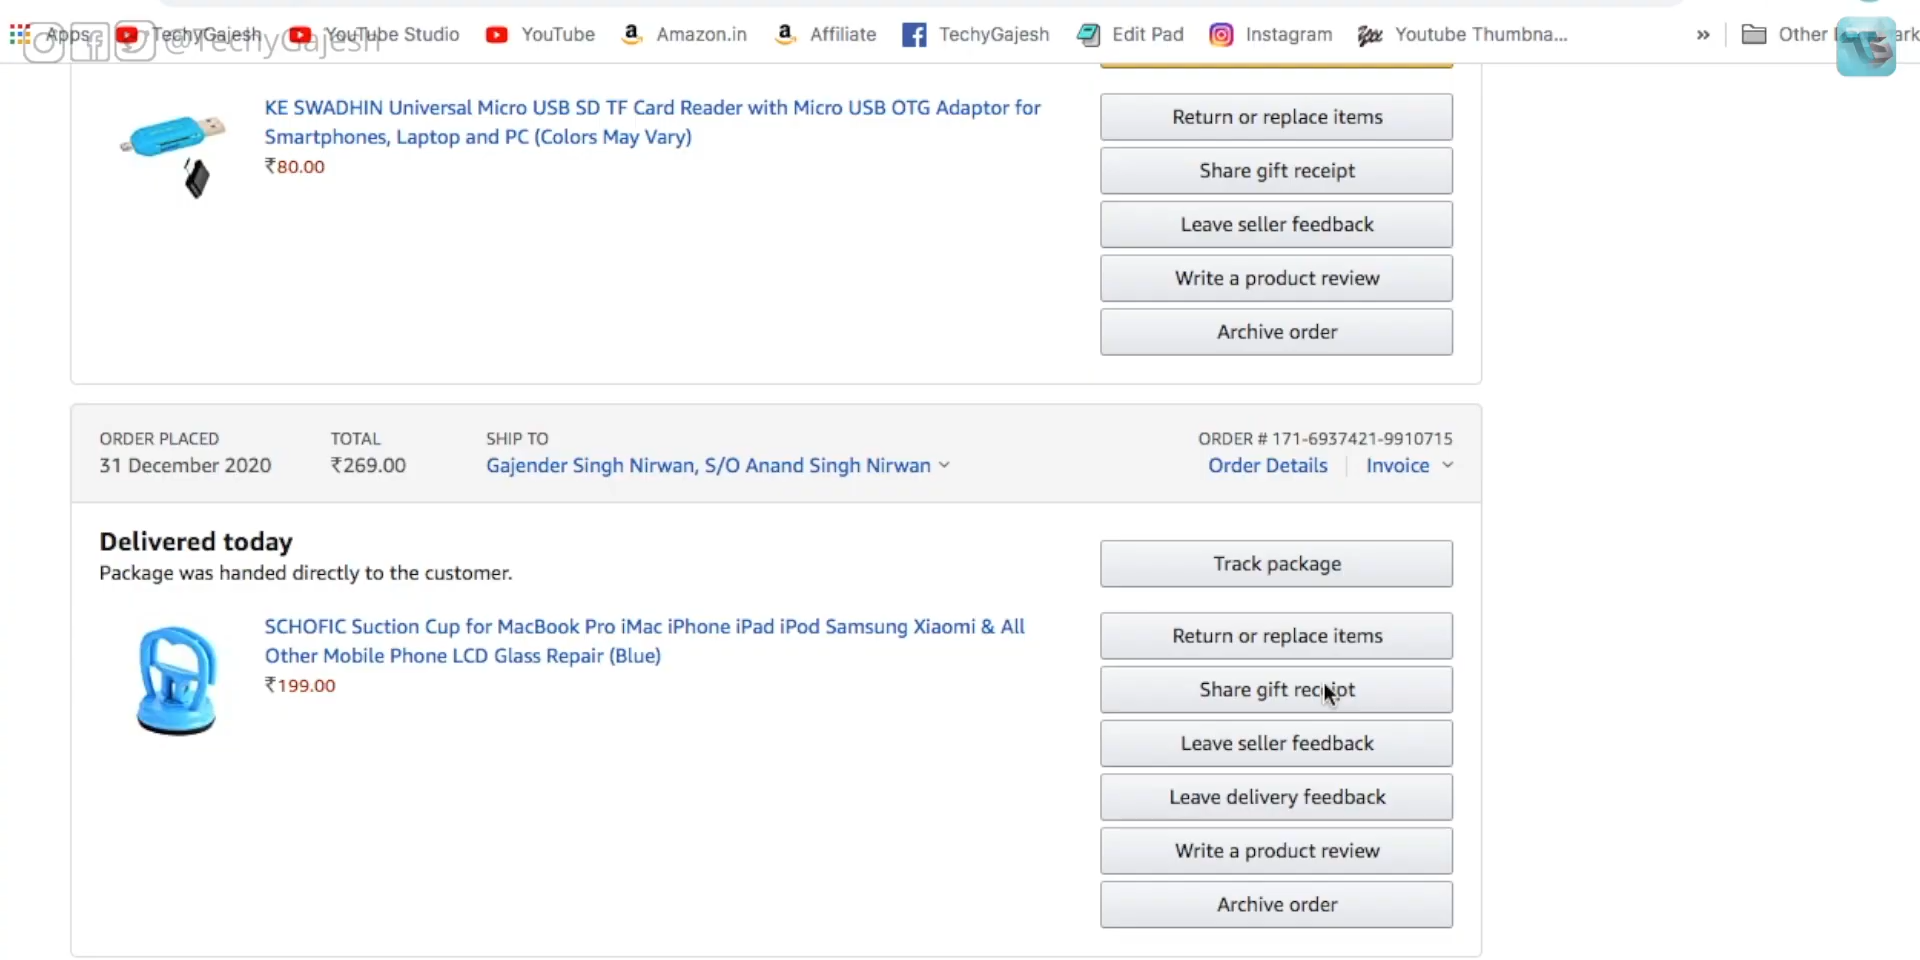 Apps TechyGajesh YouTube Studio YouTube Amazon.in Affiliate TechyGajesh Edit Pad Instagram Youtube Thumbna... » Other
@TechyGajesh
KE SWADHIN Universal Micro USB SD TF Card Reader with Micro USB OTG Adaptor for
Smartphones, Laptop and PC (Colors May Vary)
₹80.00
Return or replace items
Share gift receipt
Leave seller feedback
Write a product review
Archive order
ORDER PLACED TOTAL SHIP TO ORDER # 171-6937421-9910715
31 December 2020 ₹269.00 Gajender Singh Nirwan, S/O Anand Singh Nirwan Order Details Invoice
Delivered today
Package was handed directly to the customer.
SCHOFIC Suction Cup for MacBook Pro iMac iPhone iPad iPod Samsung Xiaomi & All
Other Mobile Phone LCD Glass Repair (Blue)
₹199.00
Track package
Return or replace items
Share gift receipt
Leave seller feedback
Leave delivery feedback
Write a product review
Archive order